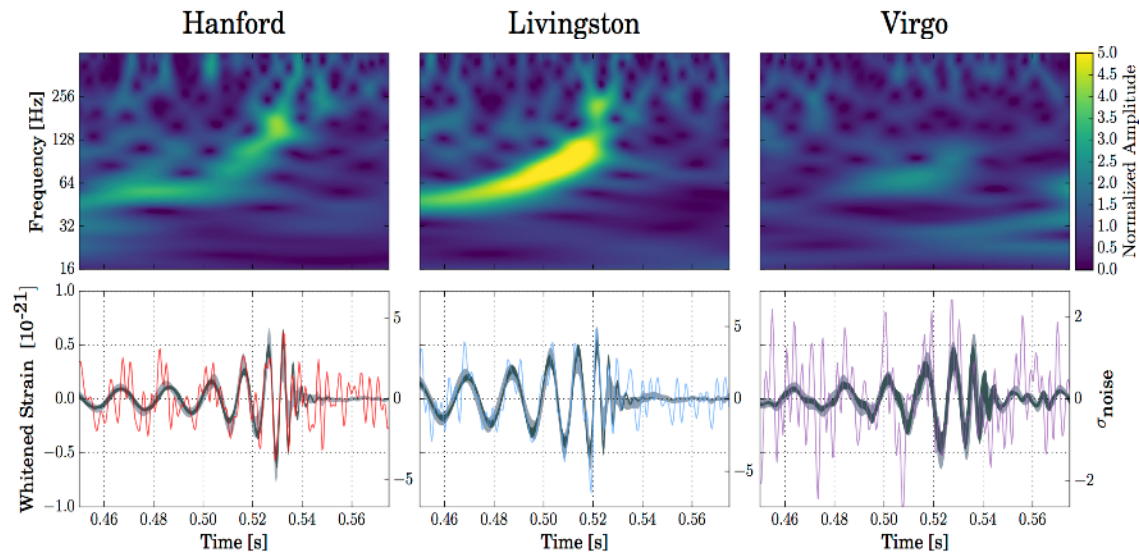 Hanford
Livingston
Virgo
Frequency [Hz]
256
128
64
32
16
5.0
4.5
4.0
3.5
3.0
2.5
2.0
1.5
1.0
0.5
0.0
Normalized Amplitude
Whitened Strain [10⁻²¹]
1.0
0.5
0.0
−0.5
−1.0
5
0
−5
5
0
−5
2
0
−2
σnoise
0.46 0.48 0.50 0.52 0.54 0.56
0.46 0.48 0.50 0.52 0.54 0.56
0.46 0.48 0.50 0.52 0.54 0.56
Time [s]
Time [s]
Time [s]